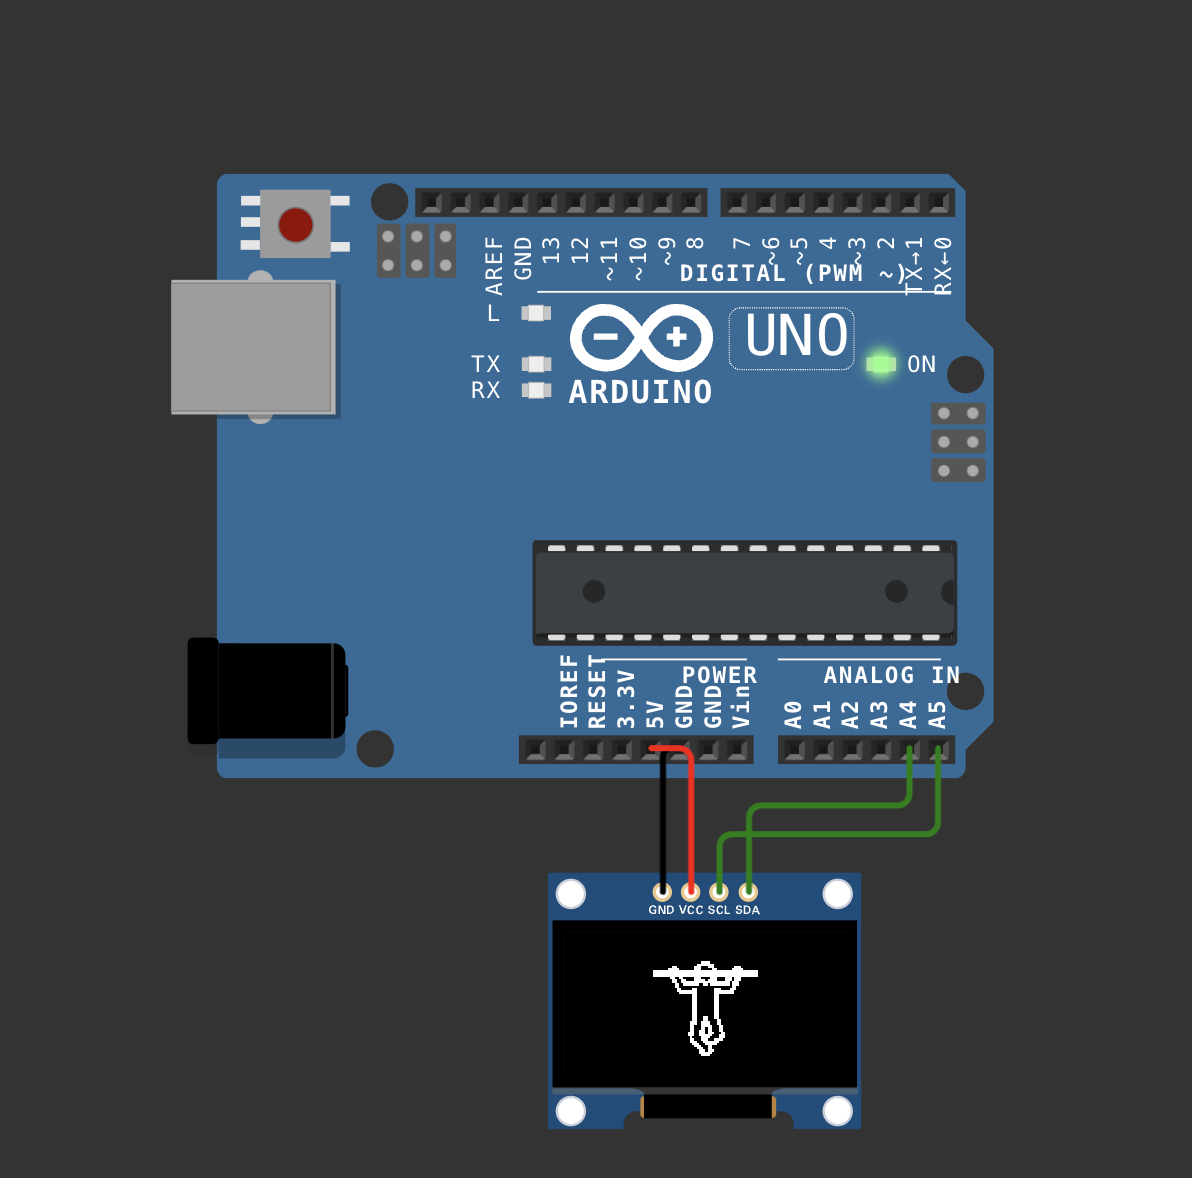 AREF
GND
13
12
~11
~10
~9
8
7
~6
~5
4
~3
2
TX→1
RX←0
DIGITAL (PWM ~)
L
UNO
TX
ON
RX
ARDUINO
POWER
ANALOG IN
IOREF
RESET
3.3V
5V
GND
GND
Vin
A0
A1
A2
A3
A4
A5
GND VCC SCL SDA